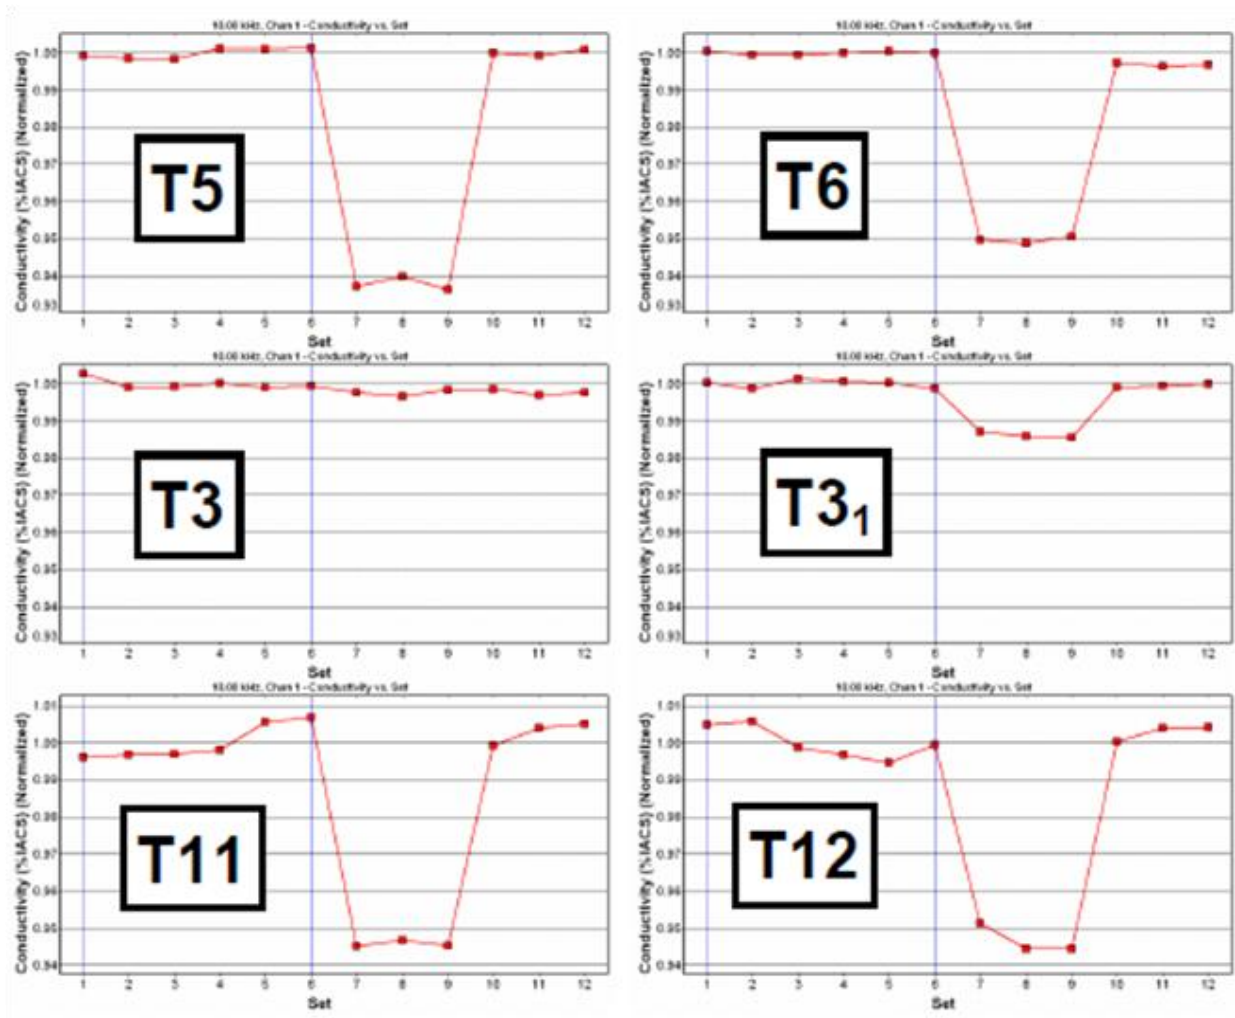 10.00 kHz, Chan 1 - Conductivity vs. Set
Conductivity (%IACS) (Normalized)
1.00
0.99
0.98
0.97
0.96
0.95
0.94
0.93
T5
1 2 3 4 5 6 7 8 9 10 11 12
Set
10.00 kHz, Chan 1 - Conductivity vs. Set
Conductivity (%IACS) (Normalized)
1.00
0.99
0.98
0.97
0.96
0.95
0.94
0.93
T6
1 2 3 4 5 6 7 8 9 10 11 12
Set
10.00 kHz, Chan 1 - Conductivity vs. Set
Conductivity (%IACS) (Normalized)
1.00
0.99
0.98
0.97
0.96
0.95
0.94
0.93
T3
1 2 3 4 5 6 7 8 9 10 11 12
Set
10.00 kHz, Chan 1 - Conductivity vs. Set
Conductivity (%IACS) (Normalized)
1.00
0.99
0.98
0.97
0.96
0.95
0.94
0.93
T3₁
1 2 3 4 5 6 7 8 9 10 11 12
Set
10.00 kHz, Chan 1 - Conductivity vs. Set
Conductivity (%IACS) (Normalized)
1.01
1.00
0.99
0.98
0.97
0.96
0.95
0.94
T11
1 2 3 4 5 6 7 8 9 10 11 12
Set
10.00 kHz, Chan 1 - Conductivity vs. Set
Conductivity (%IACS) (Normalized)
1.01
1.00
0.99
0.98
0.97
0.96
0.95
0.94
T12
1 2 3 4 5 6 7 8 9 10 11 12
Set